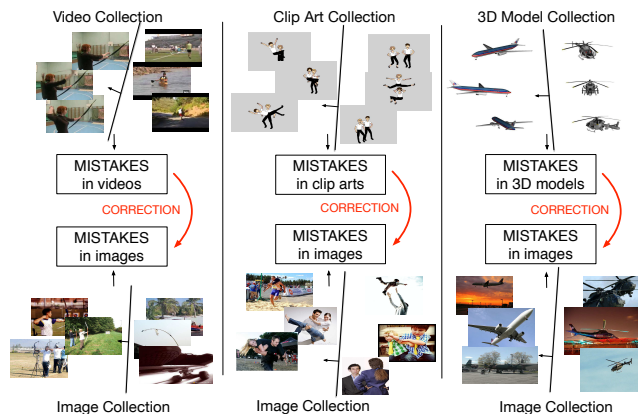 Video Collection
Clip Art Collection
3D Model Collection
MISTAKES
in videos
MISTAKES
in clip arts
MISTAKES
in 3D models
CORRECTION
CORRECTION
CORRECTION
MISTAKES
in images
MISTAKES
in images
MISTAKES
in images
Image Collection
Image Collection
Image Collection